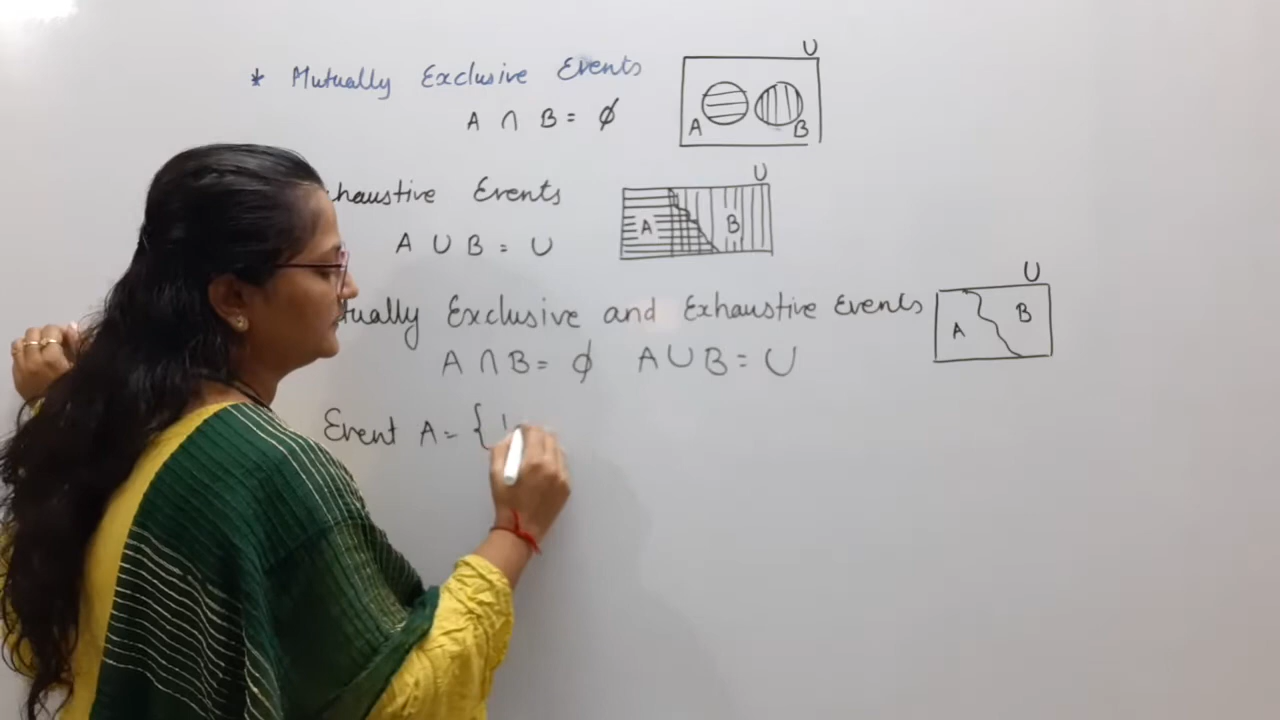 * Mutually Exclusive Events
A ∩ B = ϕ
U
A B
haustive Events
A ∪ B = U
U
A B
tually Exclusive and Exhaustive Events
A ∩ B = ϕ A ∪ B = U
U
A B
Event A = {